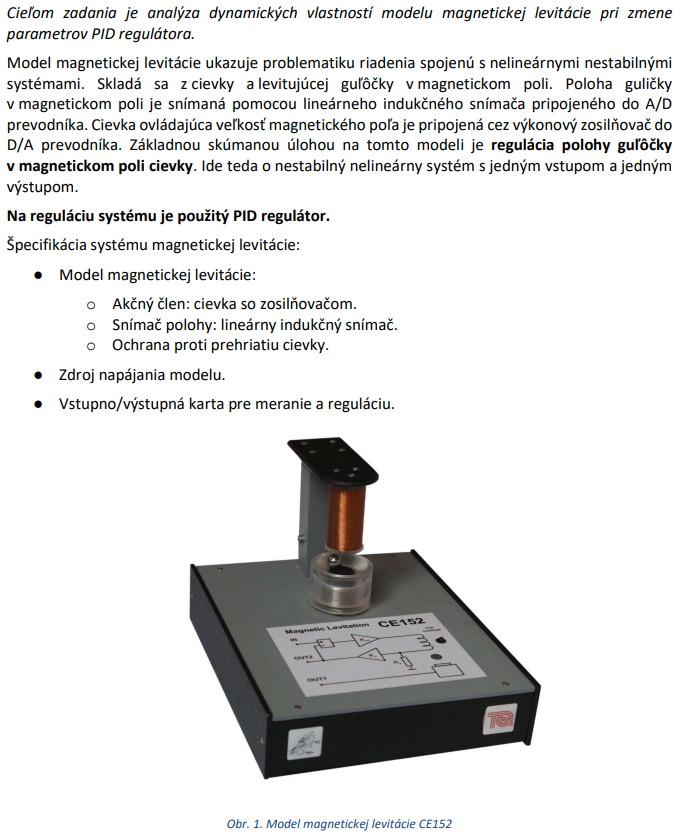 Cieľom zadania je analýza dynamických vlastností modelu magnetickej levitácie pri zmene
parametrov PID regulátora.
Model magnetickej levitácie ukazuje problematiku riadenia spojenú s nelineárnymi nestabilnými
systémami. Skladá sa z cievky a levitujúcej guľôčky v magnetickom poli. Poloha guličky
v magnetickom poli je snímaná pomocou lineárneho indukčného snímača pripojeného do A/D
prevodníka. Cievka ovládajúca veľkosť magnetického poľa je pripojená cez výkonový zosilňovač do
D/A prevodníka. Základnou skúmanou úlohou na tomto modeli je regulácia polohy guľôčky
v magnetickom poli cievky. Ide teda o nestabilný nelineárny systém s jedným vstupom a jedným
výstupom.
Na reguláciu systému je použitý PID regulátor.
Špecifikácia systému magnetickej levitácie:
● Model magnetickej levitácie:
o Akčný člen: cievka so zosilňovačom.
o Snímač polohy: lineárny indukčný snímač.
o Ochrana proti prehriatiu cievky.
● Zdroj napájania modelu.
● Vstupno/výstupná karta pre meranie a reguláciu.
Magnetic Levitation CE152
IN
OUT2
OUT1
Obr. 1. Model magnetickej levitácie CE152